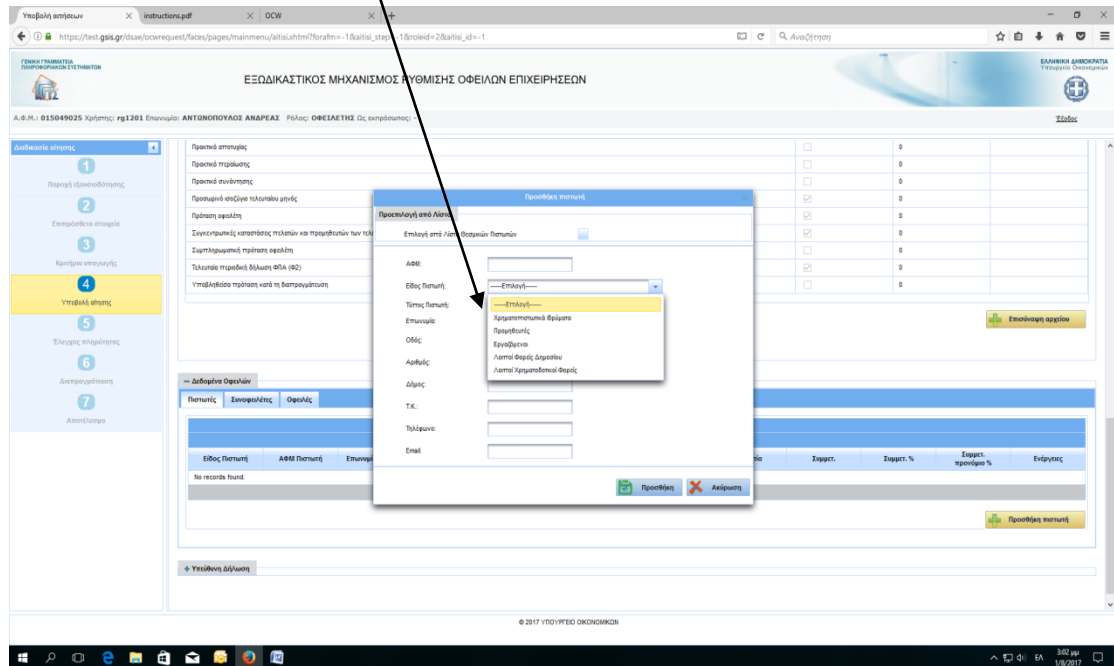 Υποβολή αιτήσεων × instructions.pdf × OCW × +
https://test.gsis.gr/dsae/ocwrequest/faces/pages/mainmenu/aitisi.xhtml?forafm=-1&aitisi_step=-1&roleid=2&aitisi_id=-1 Αναζήτηση
ΓΕΝΙΚΗ ΓΡΑΜΜΑΤΕΙΑ
ΠΛΗΡΟΦΟΡΙΑΚΩΝ ΣΥΣΤΗΜΑΤΩΝ
ΕΞΩΔΙΚΑΣΤΙΚΟΣ ΜΗΧΑΝΙΣΜΟΣ ΡΥΘΜΙΣΗΣ ΟΦΕΙΛΩΝ ΕΠΙΧΕΙΡΗΣΕΩΝ
ΕΛΛΗΝΙΚΗ ΔΗΜΟΚΡΑΤΙΑ
Υπουργείο Οικονομικών
Α.Φ.Μ.: 015049025 Χρήστης: rg1201 Επωνυμία: ΑΝΤΩΝΟΠΟΥΛΟΣ ΑΝΔΡΕΑΣ Ρόλος: ΟΦΕΙΛΕΤΗΣ Ως εκπρόσωπος: -
Έξοδος
Διαδικασία αίτησης
1
Παροχή εξουσιοδότησης
2
Επιπρόσθετα στοιχεία
3
Κριτήρια υπαγωγής
4
Υποβολή αίτησης
5
Έλεγχος πληρότητας
6
Διαπραγμάτευση
7
Αποτέλεσμα
Πρακτικό αποτυχίας 0
Πρακτικό περαίωσης 0
Πρακτικό συνάντησης 0
Προσωρινό ισοζύγιο τελευταίου μηνός 0
Πρόταση οφειλέτη 0
Συγκεντρωτικές καταστάσεις πελατών και προμηθευτών των τελ 0
Συμπληρωματική πρόταση οφειλέτη 0
Τελευταία περιοδική δήλωση ΦΠΑ (Φ2) 0
Υποβληθείσα πρόταση κατά τη διαπραγμάτευση 0
Επισύναψη αρχείου
Προσθήκη πιστωτή
Προεπιλογή από Λίστα
Επιλογή από Λίστα Θεσμικών Πιστωτών
ΑΦΜ:
Είδος Πιστωτή: -----Επιλογή-----
Τύπος Πιστωτή:
Επωνυμία:
Οδός:
Αριθμός:
Δήμος:
Τ.Κ.:
Τηλέφωνο:
Email:
-----Επιλογή-----
Χρηματοπιστωτικά Ιδρύματα
Προμηθευτές
Εργαζόμενοι
Λοιποί Φορείς Δημοσίου
Λοιποί Χρηματοδοτικοί Φορείς
Προσθήκη Ακύρωση
Δεδομένα Οφειλών
Πιστωτές Συνοφειλέτες Οφειλές
Είδος Πιστωτή ΑΦΜ Πιστωτή Επωνυμ Συμμετ. Συμμετ. % Συμμετ. προνόμιο % Ενέργειες
No records found.
Προσθήκη πιστωτή
Υπεύθυνη Δήλωση
© 2017 ΥΠΟΥΡΓΕΙΟ ΟΙΚΟΝΟΜΙΚΩΝ
ΕΛ 3:02 μμ
1/8/2017